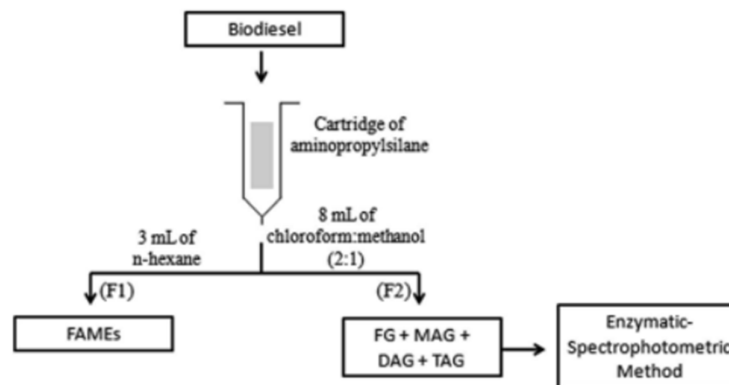 Biodiesel
Cartridge of
aminopropylsilane
3 mL of
n-hexane
8 mL of
chloroform:methanol
(2:1)
(F1)
(F2)
FAMEs
FG + MAG +
DAG + TAG
Enzymatic-
Spectrophotometric
Method